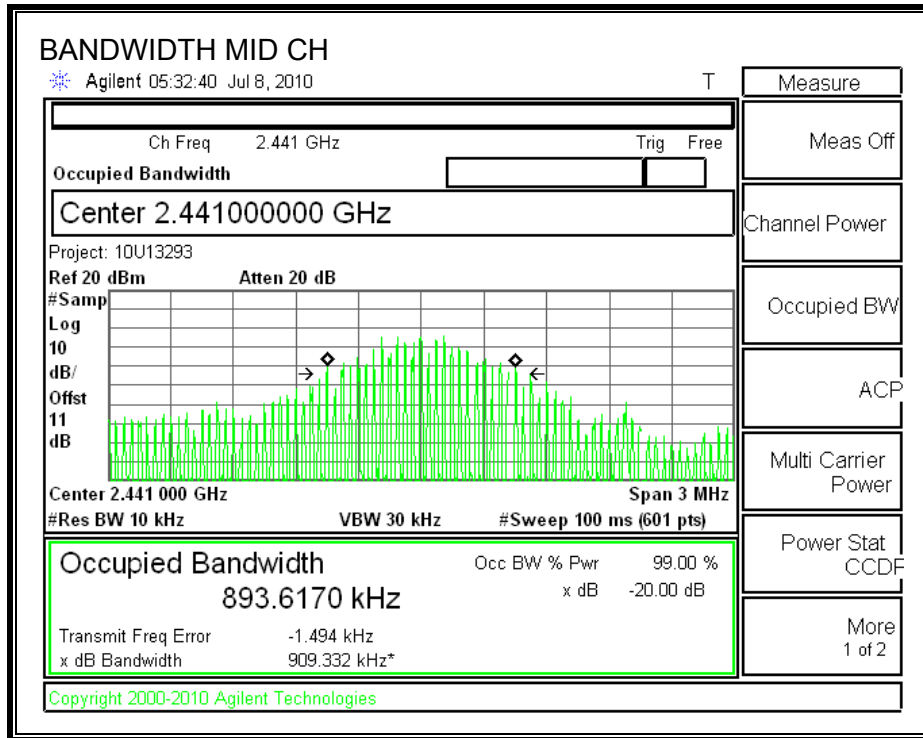 BANDWIDTH MID CH
Agilent 05:32:40 Jul 8, 2010 T
Measure
Meas Off
Channel Power
Occupied BW
ACP
Multi Carrier
Power
Power Stat
CCDF
More
1 of 2
Ch Freq 2.441 GHz Trig Free
Occupied Bandwidth
Center 2.441000000 GHz
Project: 10U13293
Ref 20 dBm Atten 20 dB
#Samp
Log
10
dB/
Offst
11
dB
Center 2.441 000 GHz Span 3 MHz
#Res BW 10 kHz VBW 30 kHz #Sweep 100 ms (601 pts)
Occupied Bandwidth Occ BW % Pwr 99.00 %
893.6170 kHz x dB -20.00 dB
Transmit Freq Error -1.494 kHz
x dB Bandwidth 909.332 kHz*
Copyright 2000-2010 Agilent Technologies